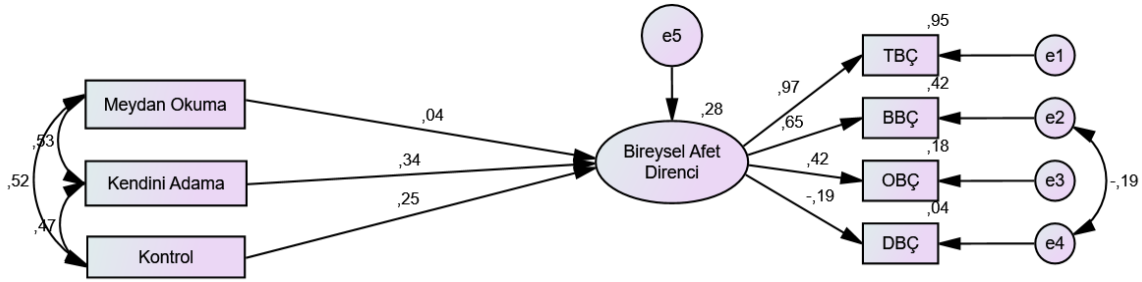 e5
,95
TBÇ
e1
,97
,42
Meydan Okuma
,04
,28
,65
BBÇ
e2
,53
Bireysel Afet
Direnci
,18
,52
Kendini Adama
,34
,42
OBÇ
e3
-,19
,25
-,19
,04
,47
Kontrol
DBÇ
e4